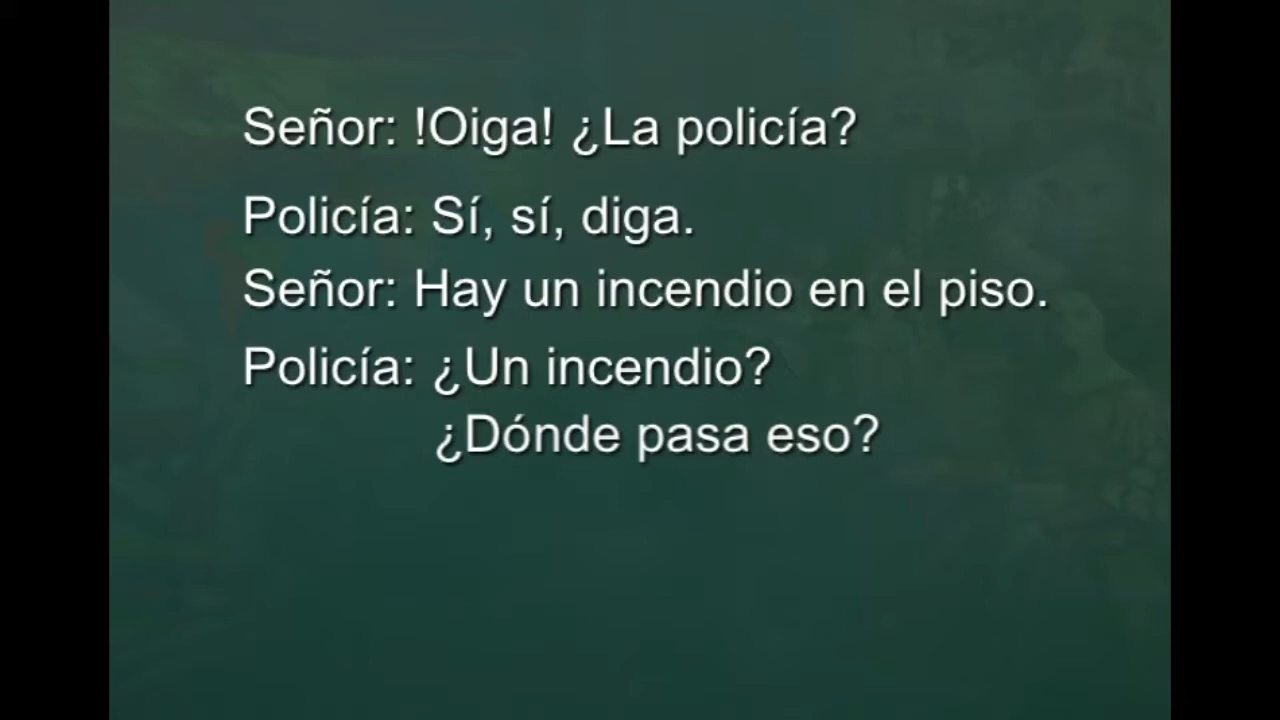 Señor: !Oiga! ¿La policía?
Policía: Sí, sí, diga.
Señor: Hay un incendio en el piso.
Policía: ¿Un incendio?
¿Dónde pasa eso?